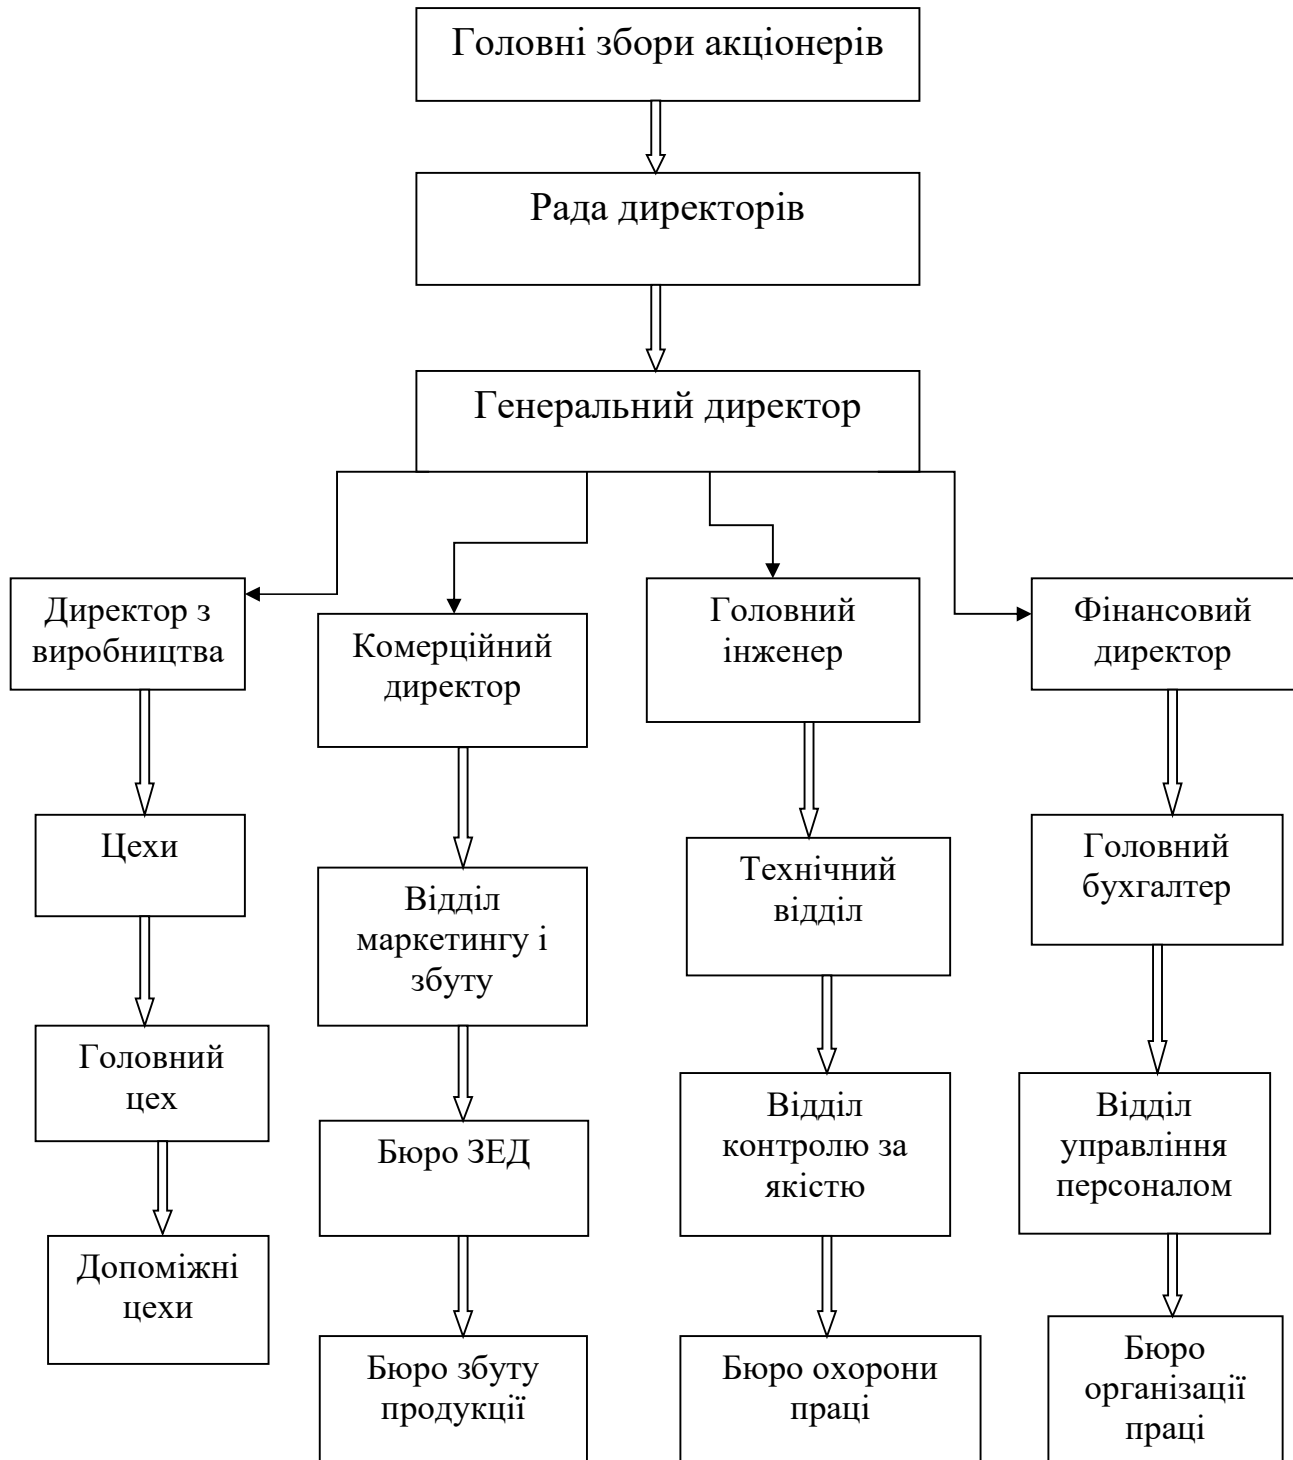 Головні збори акціонерів
Рада директорів
Генеральний директор
Директор з
виробництва
Комерційний
директор
Головний
інженер
Фінансовий
директор
Цехи
Відділ
маркетингу і
збуту
Технічний
відділ
Головний
бухгалтер
Головний
цех
Бюро ЗЕД
Відділ
контролю за
якістю
Відділ
управління
персоналом
Допоміжні
цехи
Бюро збуту
продукції
Бюро охорони
праці
Бюро
організації
праці